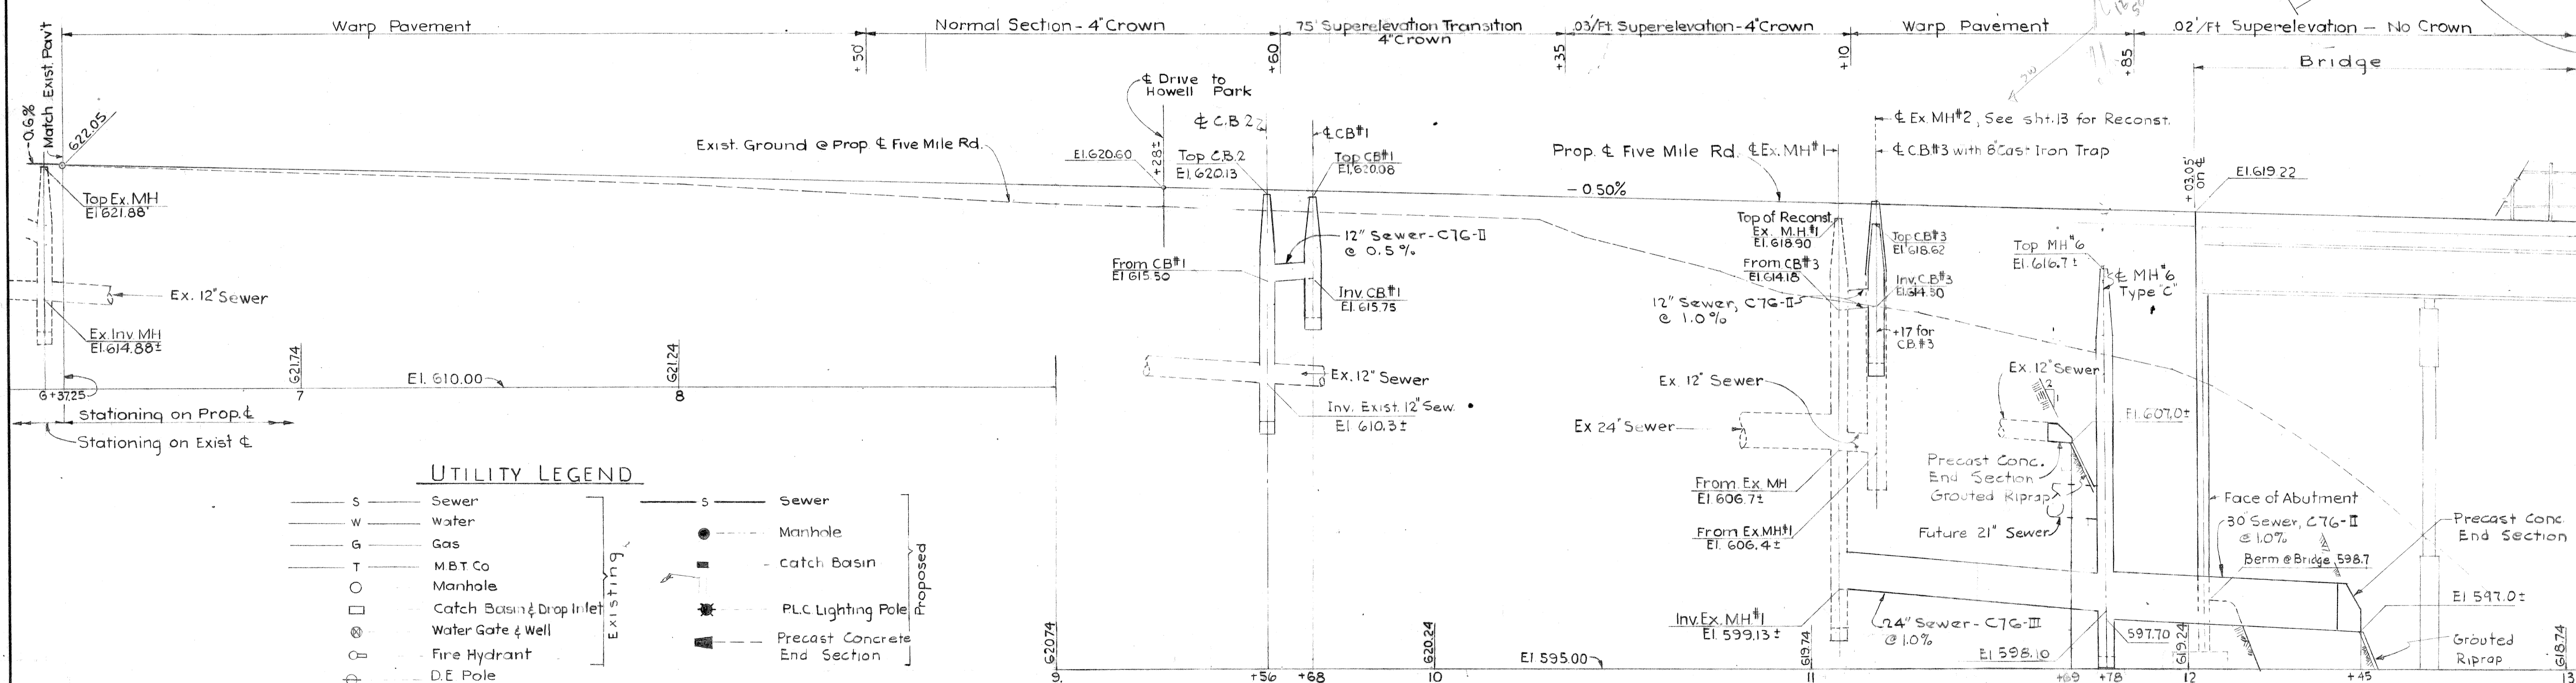 Warp Pavement
Normal Section - 4" Crown
75' Superelevation Transition
4" Crown
.03'/Ft. Superelevation - 4" Crown
Warp Pavement
.02'/Ft Superelevation - No Crown
Bridge
+50
+60
+35
+10
+85
-0.6%
Match Exist. Pav't
622.05
Top Ex. MH
El 621.88
Ex. 12" Sewer
Ex. Inv. MH
El. 614.88±
Exist. Ground @ Prop. ℄ Five Mile Rd.
℄ Drive to
Howell Park
El. 620.60
+28±
℄ C.B. 2
Top C.B. 2
El. 620.13
℄ CB#1
Top CB#1
El. 620.08
12" Sewer - C76-II
@ 0.5%
From CB#1
El 615.50
Inv. CB#1
El. 615.75
Ex. 12" Sewer
Inv. Exist. 12" Sew.
El. 610.3±
- 0.50%
Prop. ℄ Five Mile Rd.
℄ Ex. MH#1
℄ Ex. MH#2, See sht. 13 for Reconst.
℄ C.B.#3 with 8" Cast Iron Trap
Top of Reconst.
Ex. M.H.#1
El. 618.90
From CB#3
El. 614.18
12" Sewer, C76-II
@ 1.0%
Top C.B.#3
El 618.62
Inv. C.B.#3
El. 614.30
+17 for
CB.#3
Top MH#6
El. 616.7±
℄ MH#6
Type "C"
+03.05
on ℄
El. 619.22
Ex. 12" Sewer
Ex 24" Sewer
Ex. 12" Sewer
2
1
El. 607.0±
Precast Conc.
End Section
Grouted Riprap
Future 21" Sewer
From Ex. MH
El 606.7±
From Ex. MH#1
El. 606.4±
Face of Abutment
30" Sewer, C76-II
@ 1.0%
Berm @ Bridge 598.7
Precast Conc
End Section
El 597.0±
Grouted
Riprap
Inv. Ex. M.H.#1
El. 599.13±
24" Sewer - C76-III
@ 1.0%
El 598.10
597.70
621.74
621.24
620.74
620.24
619.74
619.24
618.74
El. 610.00
El 595.00
6+37.25
7
8
9
+56
+68
10
11
+69
+78
12
+45
13
Stationing on Prop. ℄
Stationing on Exist ℄
UTILITY LEGEND
S Sewer
W Water
G Gas
T M.B.T. Co
Manhole
Catch Basin & Drop Inlet
Water Gate & Well
Fire Hydrant
D.E Pole
Existing
S Sewer
Manhole
Catch Basin
P.L.C. Lighting Pole
Precast Concrete
End Section
Proposed